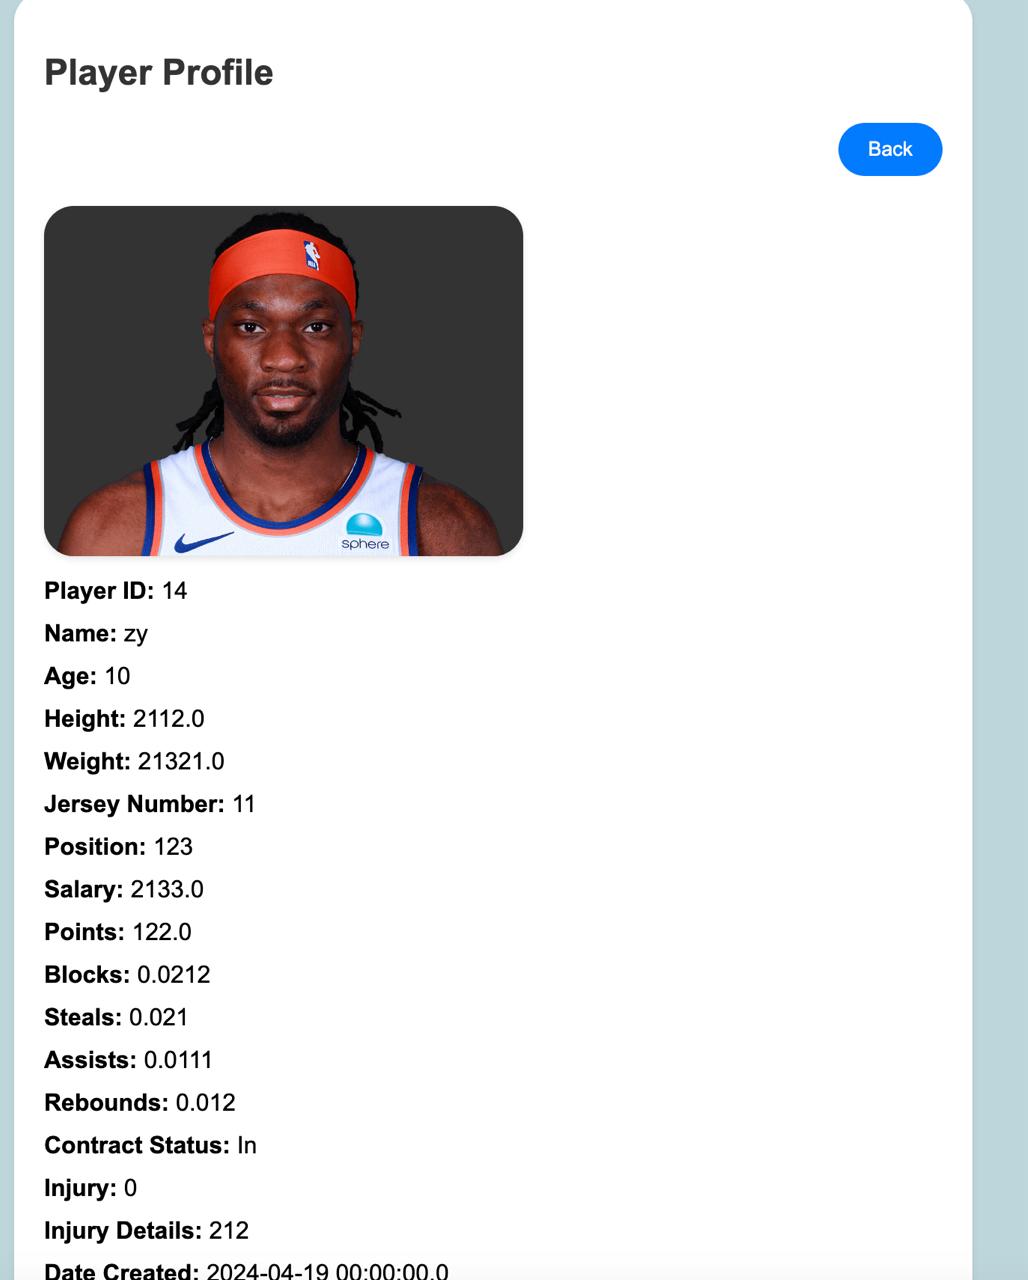 Player Profile
Back
sphere
Player ID: 14
Name: zy
Age: 10
Height: 2112.0
Weight: 21321.0
Jersey Number: 11
Position: 123
Salary: 2133.0
Points: 122.0
Blocks: 0.0212
Steals: 0.021
Assists: 0.0111
Rebounds: 0.012
Contract Status: In
Injury: 0
Injury Details: 212
Date Created: 2024-04-19 00:00:00.0